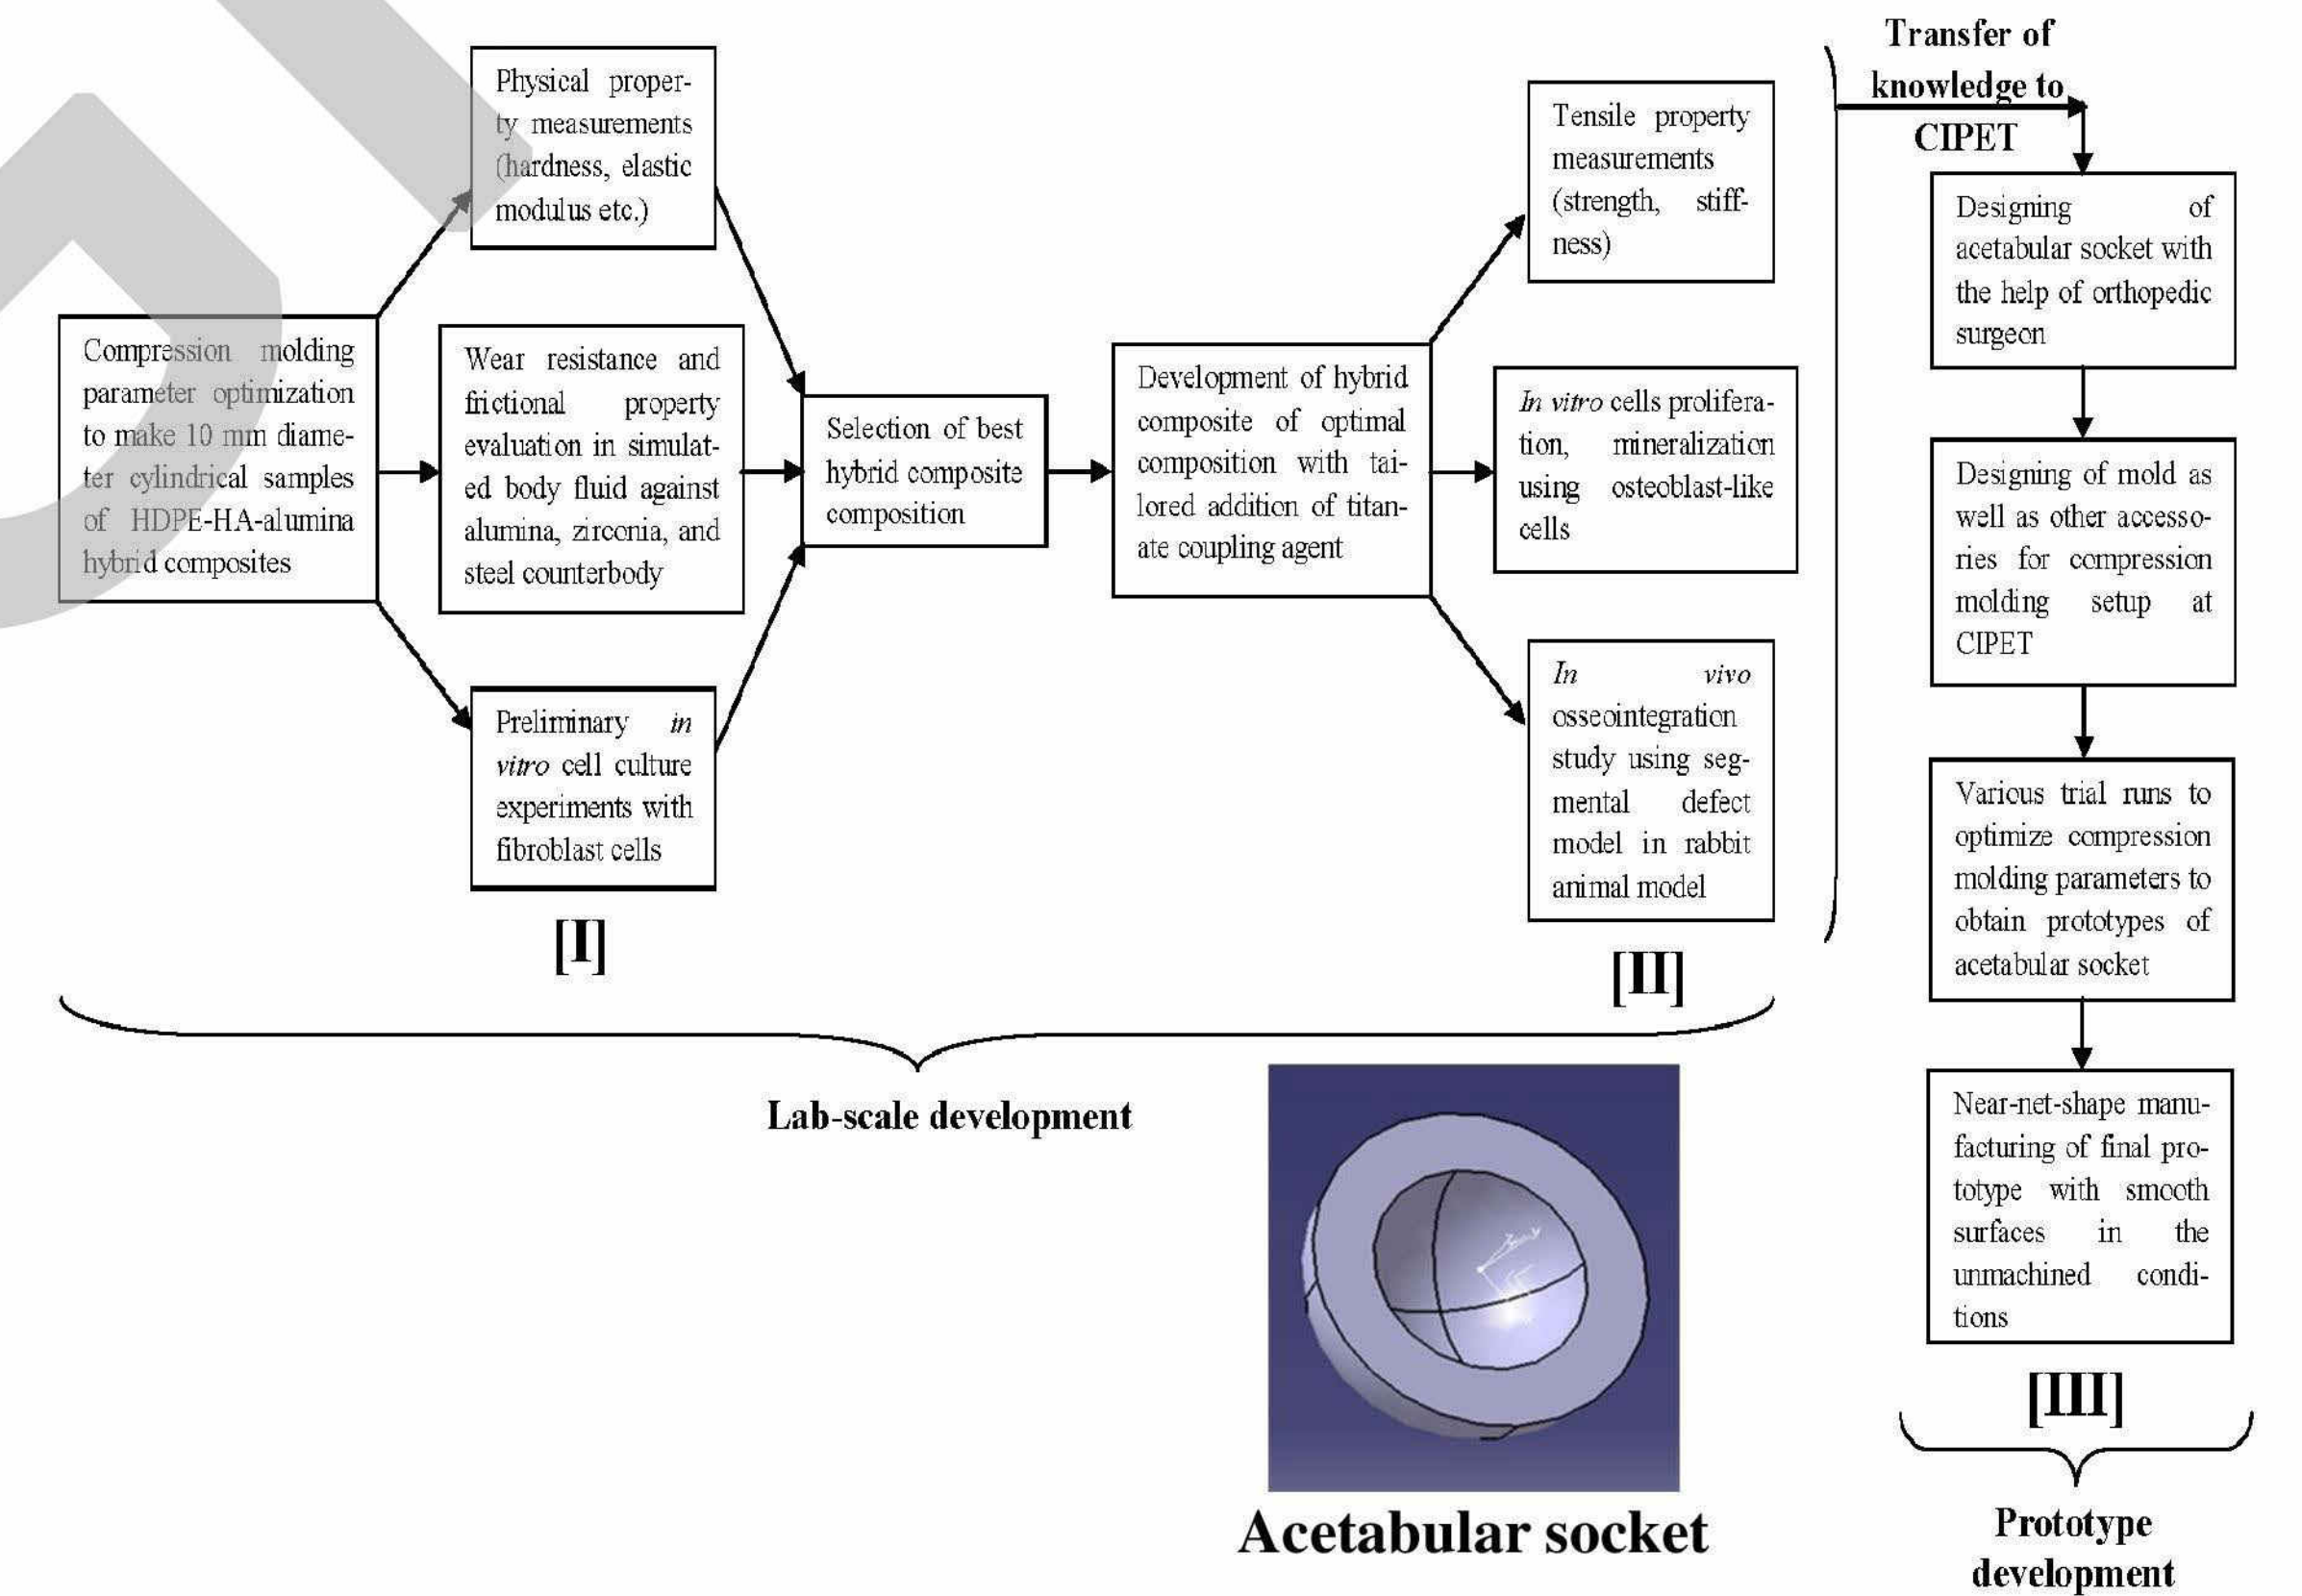 Physical proper-
ty measurements
(hardness, elastic
modulus etc.)
Compression molding
parameter optimization
to make 10 mm diame-
ter cylindrical samples
of HDPE-HA-alumina
hybrid composites
Wear resistance and
frictional property
evaluation in simulat-
ed body fluid against
alumina, zirconia, and
steel counterbody
Preliminary in
vitro cell culture
experiments with
fibroblast cells
[I]
Selection of best
hybrid composite
composition
Development of hybrid
composite of optimal
composition with tai-
lored addition of titan-
ate coupling agent
Tensile property
measurements
(strength, stiff-
ness)
In vitro cells prolifera-
tion, mineralization
using osteoblast-like
cells
In vivo
osseointegration
study using seg-
mental defect
model in rabbit
animal model
[II]
Lab-scale development
Transfer of
knowledge to
CIPET
Designing of
acetabular socket with
the help of orthopedic
surgeon
Designing of mold as
well as other accesso-
ries for compression
molding setup at
CIPET
Various trial runs to
optimize compression
molding parameters to
obtain prototypes of
acetabular socket
Near-net-shape manu-
facturing of final pro-
totype with smooth
surfaces in the
unmachined condi-
tions
[III]
Prototype
development
Acetabular socket